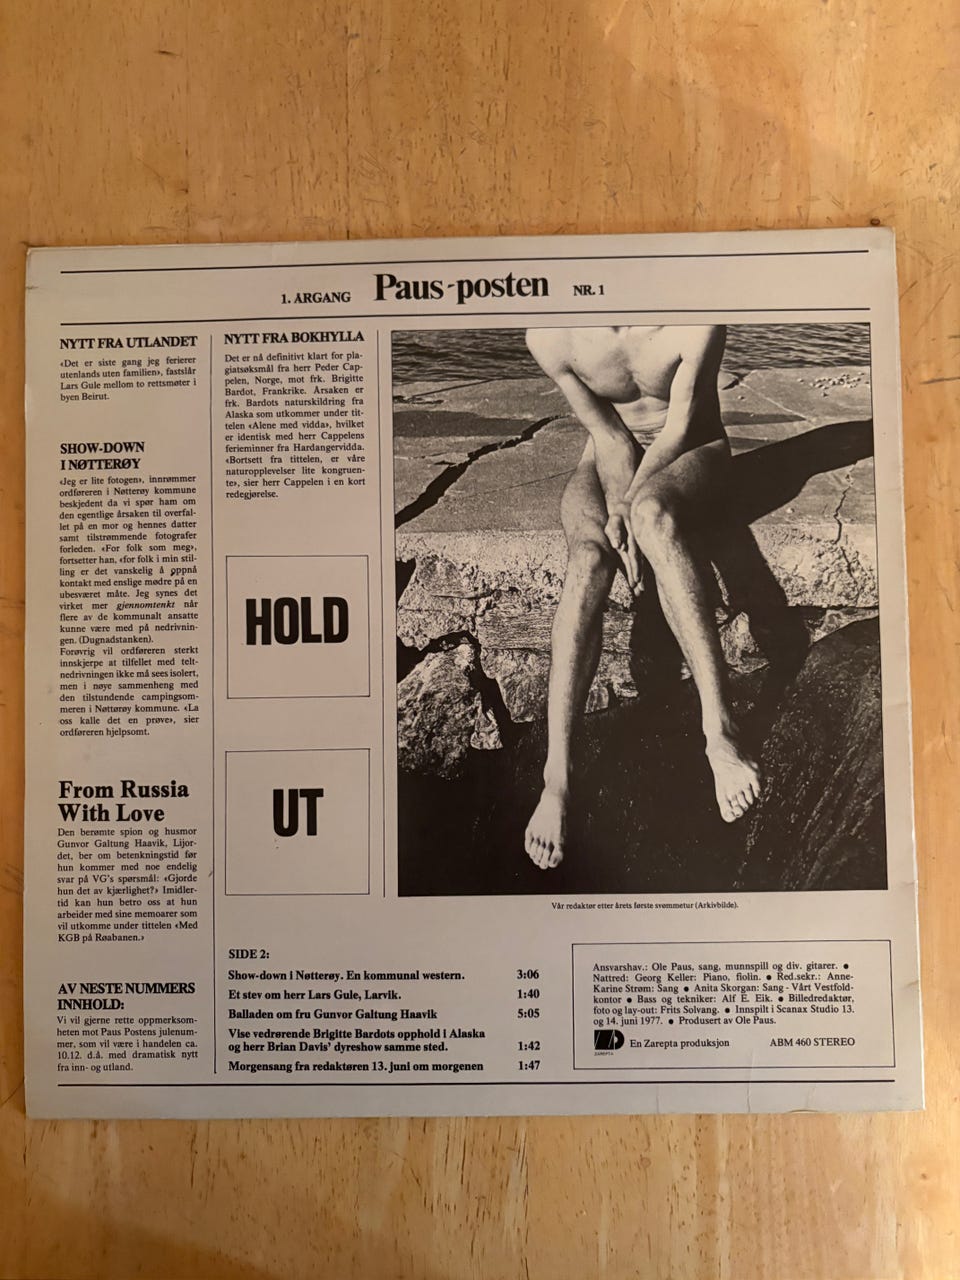 1. ÅRGANG Paus-posten NR. 1
NYTT FRA UTLANDET
«Det er siste gang jeg ferierer
utenlands uten familien», fastslår
Lars Gule mellom to rettsmøter i
byen Beirut.
SHOW-DOWN
I NØTTERØY
«Jeg er lite fotogen», innrømmer
ordføreren i Nøtterøy kommune
beskjedent da vi spør ham om
den egentlige årsaken til overfal-
let på en mor og hennes datter
samt tilstrømmende fotografer
forleden. «For folk som meg»,
fortsetter han, «for folk i min stil-
ling er det vanskelig å oppnå
kontakt med enslige mødre på en
ubesværet måte. Jeg synes det
virket mer gjennomtenkt når
flere av de kommunalt ansatte
kunne være med på nedrivnin-
gen. (Dugnadstanken).
Forøvrig vil ordføreren sterkt
innskjerpe at tilfellet med telt-
nedrivningen ikke må sees isolert,
men i nøye sammenheng med
den tilstundende campingsom-
meren i Nøtterøy kommune. «La
oss kalle det en prøve», sier
ordføreren hjelpsomt.
From Russia
With Love
Den berømte spion og husmor
Gunvor Galtung Haavik, Lijor-
det, ber om betenkningstid før
hun kommer med noe endelig
svar på VG's spørsmål: «Gjorde
hun det av kjærlighet?» Imidler-
tid kan hun betro oss at hun
arbeider med sine memoarer som
vil utkomme under tittelen «Med
KGB på Røabanen.»
AV NESTE NUMMERS
INNHOLD:
Vi vil gjerne rette oppmerksom-
heten mot Paus Postens julenum-
mer, som vil være i handelen ca.
10.12. d.å. med dramatisk nytt
fra inn- og utland.
NYTT FRA BOKHYLLA
Det er nå definitivt klart for pla-
giatsøksmål fra herr Peder Cap-
pelen, Norge, mot frk. Brigitte
Bardot, Frankrike. Årsaken er
frk. Bardots naturskildring fra
Alaska som utkommer under tit-
telen «Alene med vidda», hvilket
er identisk med herr Cappelens
ferieminner fra Hardangervidda.
«Bortsett fra tittelen, er våre
naturopplevelser lite kongruen-
te», sier herr Cappelen i en kort
redegjørelse.
HOLD
UT
Vår redaktør etter årets første svømmetur (Arkivbilde).
SIDE 2:
Show-down i Nøtterøy. En kommunal western. 3:06
Et stev om herr Lars Gule, Larvik. 1:40
Balladen om fru Gunvor Galtung Haavik 5:05
Vise vedrørende Brigitte Bardots opphold i Alaska
og herr Brian Davis' dyreshow samme sted. 1:42
Morgensang fra redaktøren 13. juni om morgenen 1:47
Ansvarshav.: Ole Paus, sang, munnspill og div. gitarer. •
Nattred: Georg Keller: Piano, fiolin. • Red.sekr.: Anne-
Karine Strøm: Sang • Anita Skorgan: Sang - Vårt Vestfold-
kontor • Bass og tekniker: Alf E. Eik. • Billedredaktør,
foto og lay-out: Frits Solvang. • Innspilt i Scanax Studio 13.
og 14. juni 1977. • Produsert av Ole Paus.
ZAREPTA
En Zarepta produksjon ABM 460 STEREO